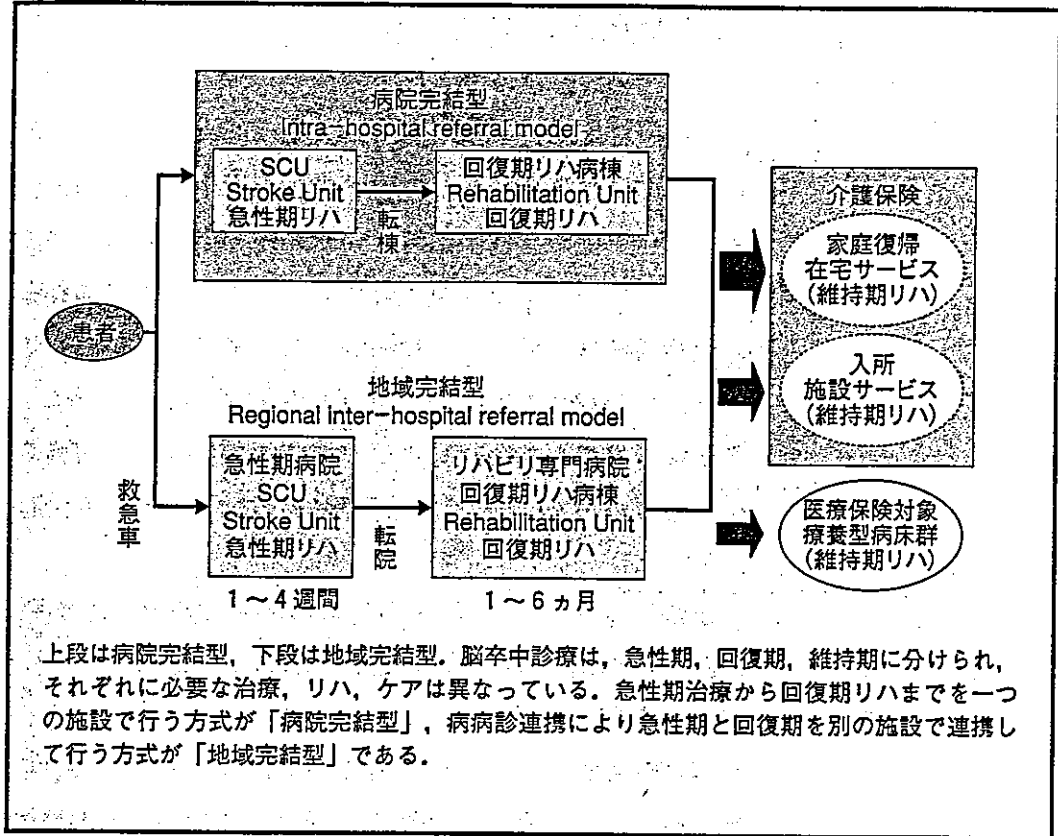 病院完結型
Intra-hospital referral model
SCU
Stroke Unit
急性期リハ
転棟
回復期リハ病棟
Rehabilitation Unit
回復期リハ
患者
救急車
地域完結型
Regional inter-hospital referral model
急性期病院
SCU
Stroke Unit
急性期リハ
転院
リハビリ専門病院
回復期リハ病棟
Rehabilitation Unit
回復期リハ
1～4週間
1～6ヵ月
介護保険
家庭復帰
在宅サービス
(維持期リハ)
入所
施設サービス
(維持期リハ)
医療保険対象
療養型病床群
(維持期リハ)
上段は病院完結型，下段は地域完結型．脳卒中診療は，急性期，回復期，維持期に分けられ，
それぞれに必要な治療，リハ，ケアは異なっている．急性期治療から回復期リハまでを一つ
の施設で行う方式が「病院完結型」，病病診連携により急性期と回復期を別の施設で連携し
て行う方式が「地域完結型」である．